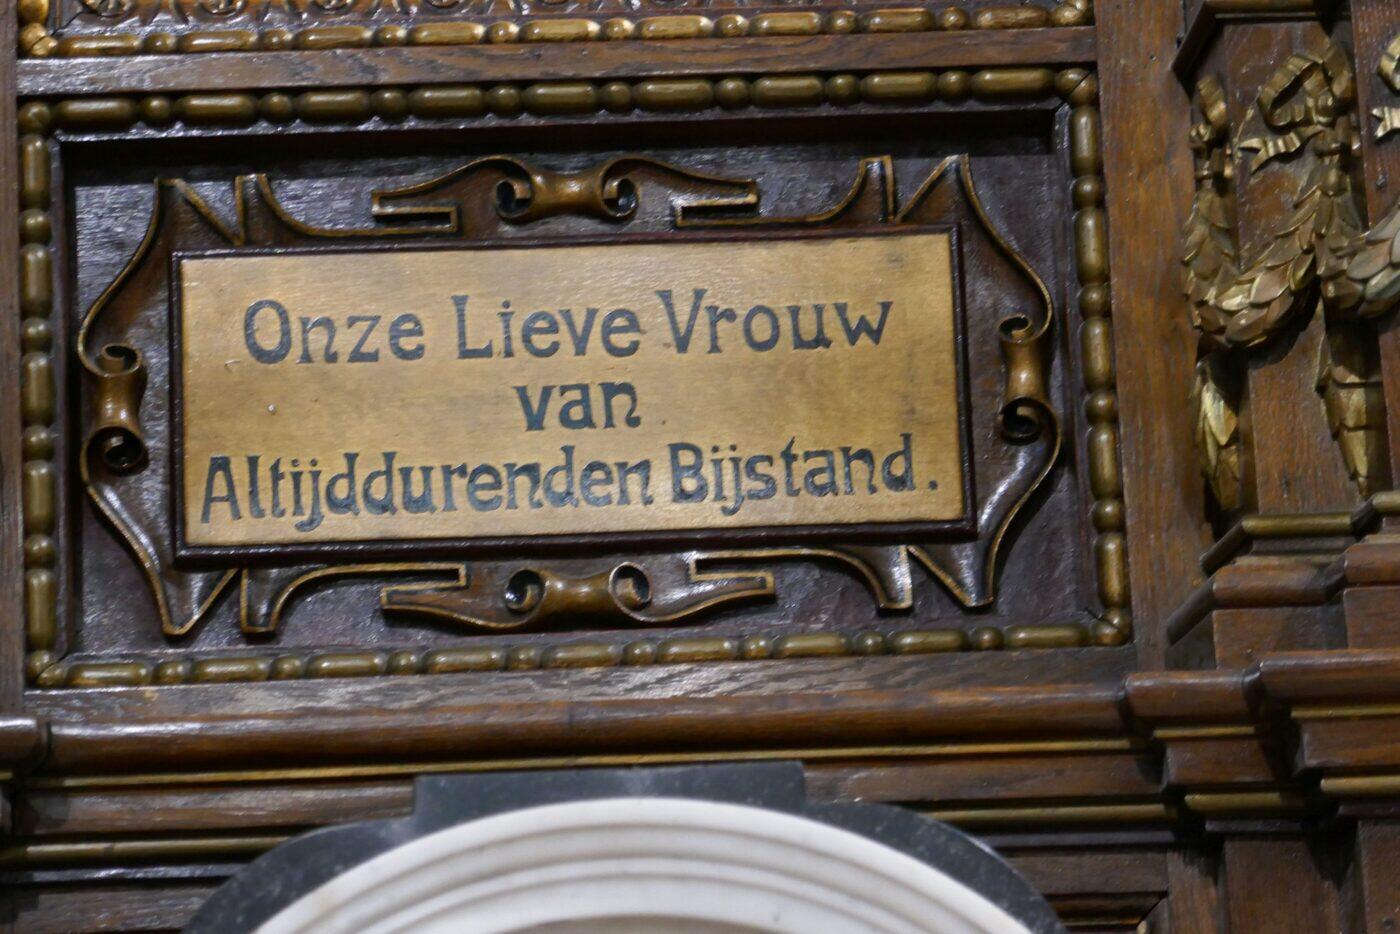 Onze Lieve Vrouw
van
Altijddurenden Bijstand.